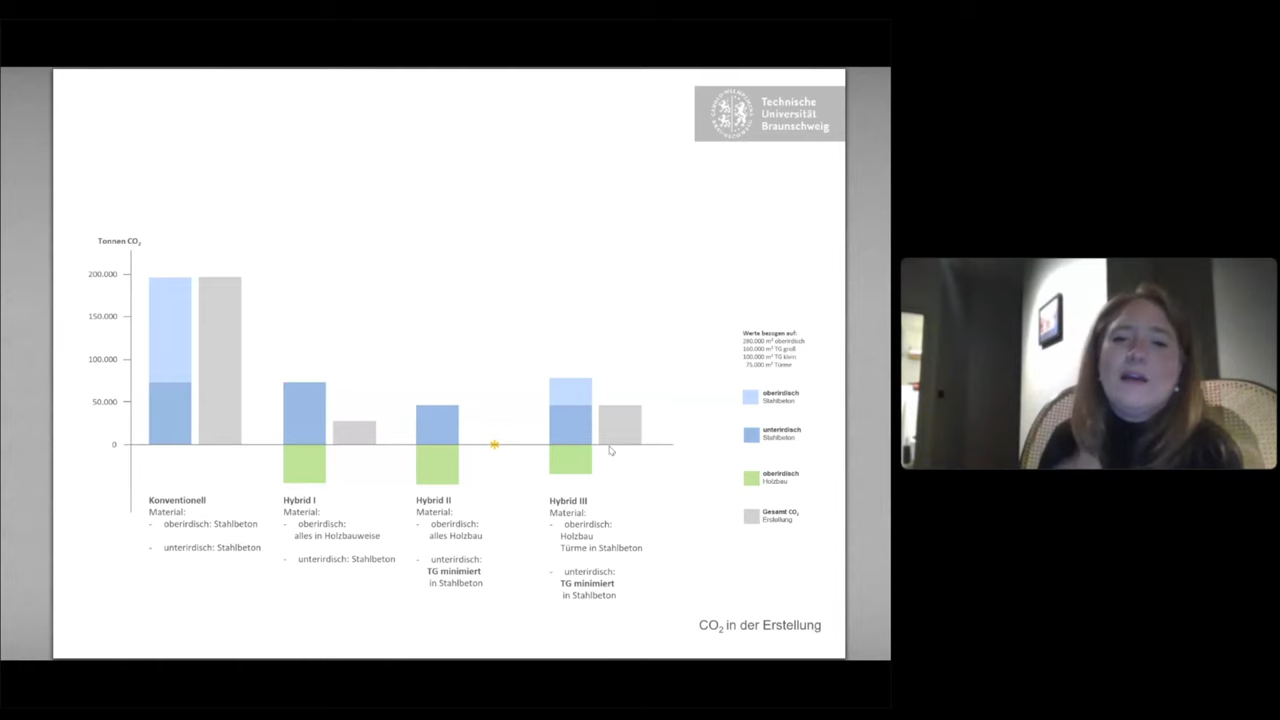 Technische
Universität
Braunschweig
Tonnen CO₂
200.000
150.000
100.000
50.000
0
Werte bezogen auf:
280.000 m² oberirdisch
160.000 m² TG groß
100.000 m² TG klein
75.000 m² Türme
oberirdisch
Stahlbeton
unterirdisch
Stahlbeton
oberirdisch
Holzbau
Gesamt CO₂
Erstellung
Konventionell
Material:
- oberirdisch: Stahlbeton
- unterirdisch: Stahlbeton
Hybrid I
Material:
- oberirdisch:
alles in Holzbauweise
- unterirdisch: Stahlbeton
Hybrid II
Material:
- oberirdisch:
alles Holzbau
- unterirdisch:
TG minimiert
in Stahlbeton
Hybrid III
Material:
- oberirdisch:
Holzbau
Türme in Stahlbeton
- unterirdisch:
TG minimiert
in Stahlbeton
CO₂ in der Erstellung